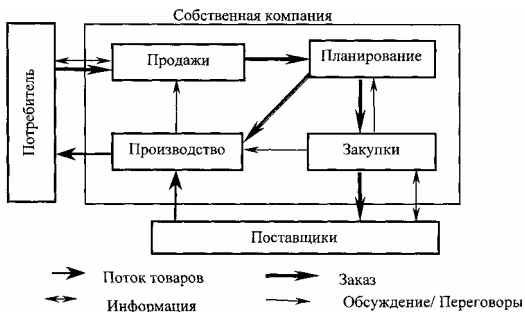 Собственная компания
Потребитель
Продажи
Планирование
Производство
Закупки
Поставщики
Поток товаров
Заказ
Информация
Обсуждение/ Переговоры